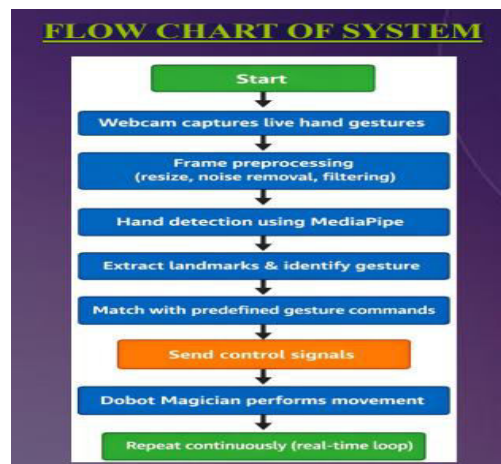 FLOW CHART OF SYSTEM
Start
Webcam captures live hand gestures
Frame preprocessing
(resize, noise removal, filtering)
Hand detection using MediaPipe
Extract landmarks & identify gesture
Match with predefined gesture commands
Send control signals
Dobot Magician performs movement
Repeat continuously (real-time loop)